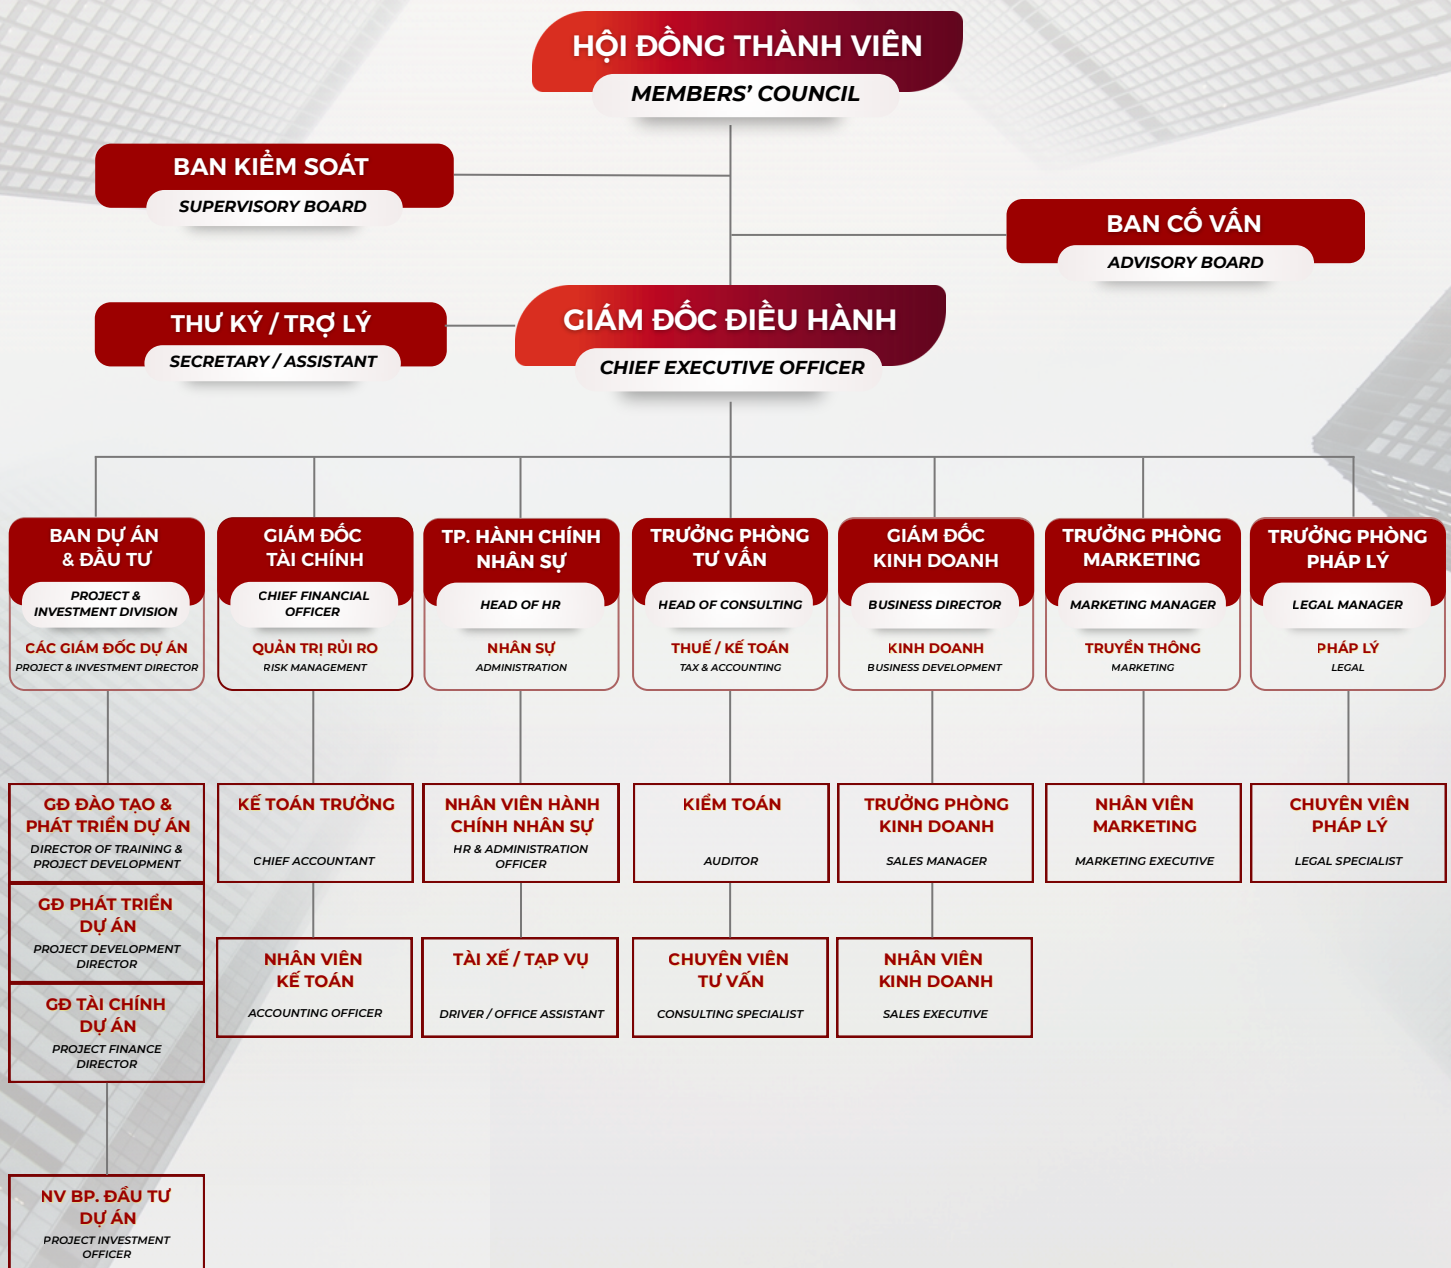 HỘI ĐỒNG THÀNH VIÊN
MEMBERS' COUNCIL
BAN KIỂM SOÁT
SUPERVISORY BOARD
BAN CỐ VẤN
ADVISORY BOARD
THƯ KÝ / TRỢ LÝ
SECRETARY / ASSISTANT
GIÁM ĐỐC ĐIỀU HÀNH
CHIEF EXECUTIVE OFFICER
BAN DỰ ÁN
& ĐẦU TƯ
PROJECT &
INVESTMENT DIVISION
CÁC GIÁM ĐỐC DỰ ÁN
PROJECT & INVESTMENT DIRECTOR
GIÁM ĐỐC
TÀI CHÍNH
CHIEF FINANCIAL
OFFICER
QUẢN TRỊ RỦI RO
RISK MANAGEMENT
TP. HÀNH CHÍNH
NHÂN SỰ
HEAD OF HR
NHÂN SỰ
ADMINISTRATION
TRƯỞNG PHÒNG
TƯ VẤN
HEAD OF CONSULTING
THUẾ / KẾ TOÁN
TAX & ACCOUNTING
GIÁM ĐỐC
KINH DOANH
BUSINESS DIRECTOR
KINH DOANH
BUSINESS DEVELOPMENT
TRƯỞNG PHÒNG
MARKETING
MARKETING MANAGER
TRUYỀN THÔNG
MARKETING
TRƯỞNG PHÒNG
PHÁP LÝ
LEGAL MANAGER
PHÁP LÝ
LEGAL
GĐ ĐÀO TẠO &
PHÁT TRIỂN DỰ ÁN
DIRECTOR OF TRAINING &
PROJECT DEVELOPMENT
KẾ TOÁN TRƯỞNG
CHIEF ACCOUNTANT
NHÂN VIÊN HÀNH
CHÍNH NHÂN SỰ
HR & ADMINISTRATION
OFFICER
KIỂM TOÁN
AUDITOR
TRƯỞNG PHÒNG
KINH DOANH
SALES MANAGER
NHÂN VIÊN
MARKETING
MARKETING EXECUTIVE
CHUYÊN VIÊN
PHÁP LÝ
LEGAL SPECIALIST
GĐ PHÁT TRIỂN
DỰ ÁN
PROJECT DEVELOPMENT
DIRECTOR
GĐ TÀI CHÍNH
DỰ ÁN
PROJECT FINANCE
DIRECTOR
NHÂN VIÊN
KẾ TOÁN
ACCOUNTING OFFICER
TÀI XẾ / TẠP VỤ
DRIVER / OFFICE ASSISTANT
CHUYÊN VIÊN
TƯ VẤN
CONSULTING SPECIALIST
NHÂN VIÊN
KINH DOANH
SALES EXECUTIVE
NV BP. ĐẦU TƯ
DỰ ÁN
PROJECT INVESTMENT
OFFICER